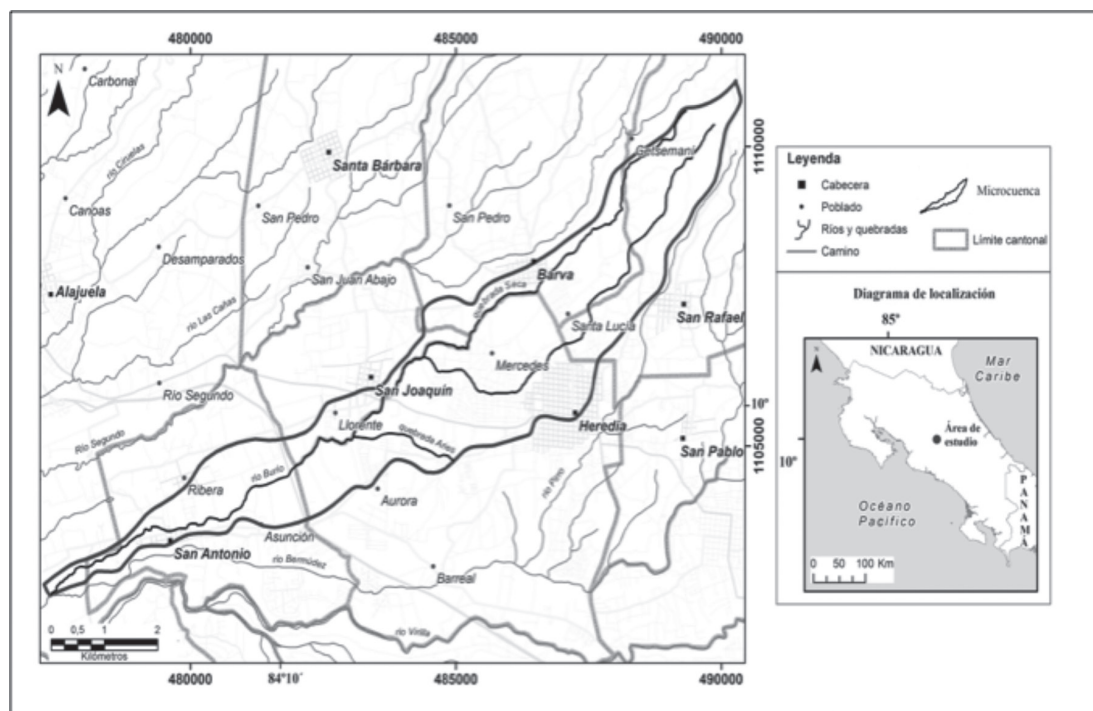 480000
485000
490000
N
Carbonal
Getsemaní
1110000
río Ciruelas
Santa Bárbara
Canoas
San Pedro
San Pedro
Desamparados
San Juan Abajo
Barva
Alajuela
quebrada Seca
río Las Cañas
Santa Lucía
San Rafael
Mercedes
Río Segundo
San Joaquín
10°
Llorente
Heredia
quebrada Aries
Río Segundo
San Pablo
1105000
río Burío
río Pirro
Ribera
Aurora
Asunción
San Antonio
río Bermúdez
Barreal
río Virilla
0 0,5 1 2
Kilómetros
480000
84°10´
485000
490000
Leyenda
Cabecera
Poblado
Ríos y quebradas
Camino
Microcuenca
Límite cantonal
Diagrama de localización
85°
N
NICARAGUA
Mar
Caribe
Área de
estudio
10°
PANAMÁ
Océano
Pacífico
0 50 100 Km